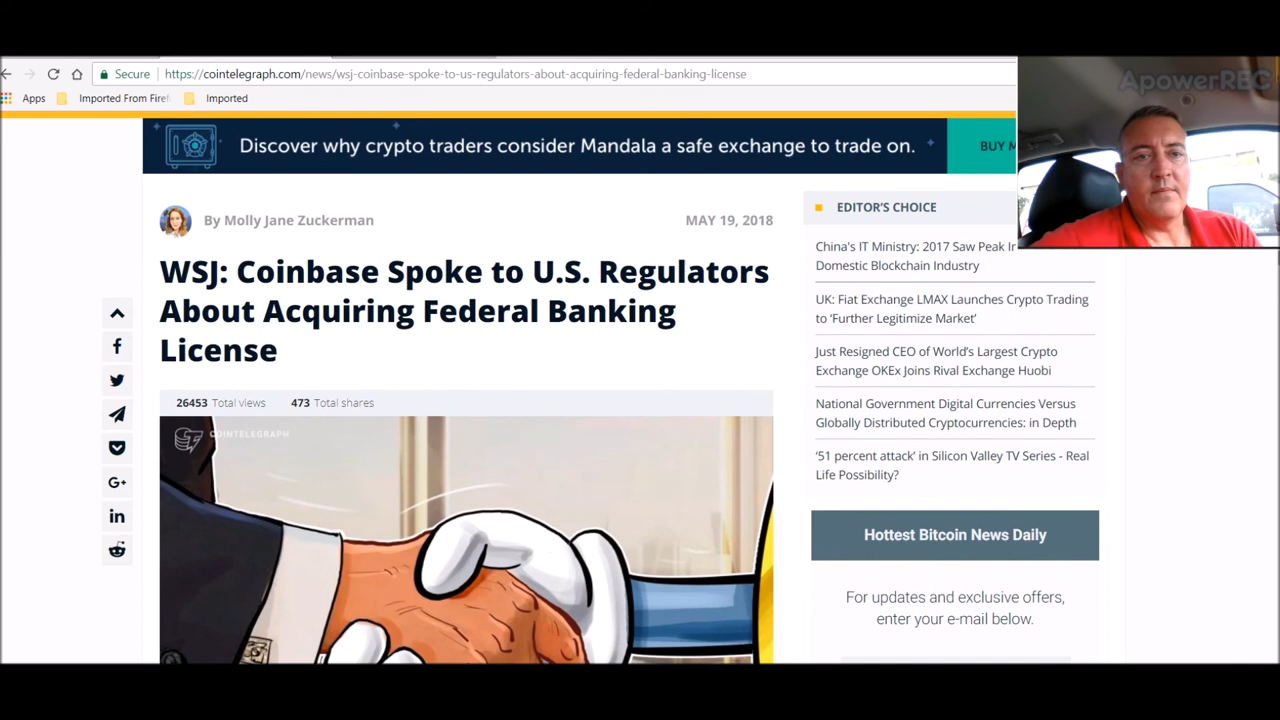 ApowerREC
Secure
https://cointelegraph.com/news/wsj-coinbase-spoke-to-us-regulators-about-acquiring-federal-banking-license
Apps
Imported From Firef
Imported
Discover why crypto traders consider Mandala a safe exchange to trade on.
BUY M
By Molly Jane Zuckerman
MAY 19, 2018
WSJ: Coinbase Spoke to U.S. Regulators
About Acquiring Federal Banking
License
26453 Total views
473 Total shares
COINTELEGRAPH
EDITOR'S CHOICE
China's IT Ministry: 2017 Saw Peak In
Domestic Blockchain Industry
UK: Fiat Exchange LMAX Launches Crypto Trading
to ‘Further Legitimize Market’
Just Resigned CEO of World’s Largest Crypto
Exchange OKEx Joins Rival Exchange Huobi
National Government Digital Currencies Versus
Globally Distributed Cryptocurrencies: in Depth
‘51 percent attack’ in Silicon Valley TV Series - Real
Life Possibility?
Hottest Bitcoin News Daily
For updates and exclusive offers,
enter your e-mail below.